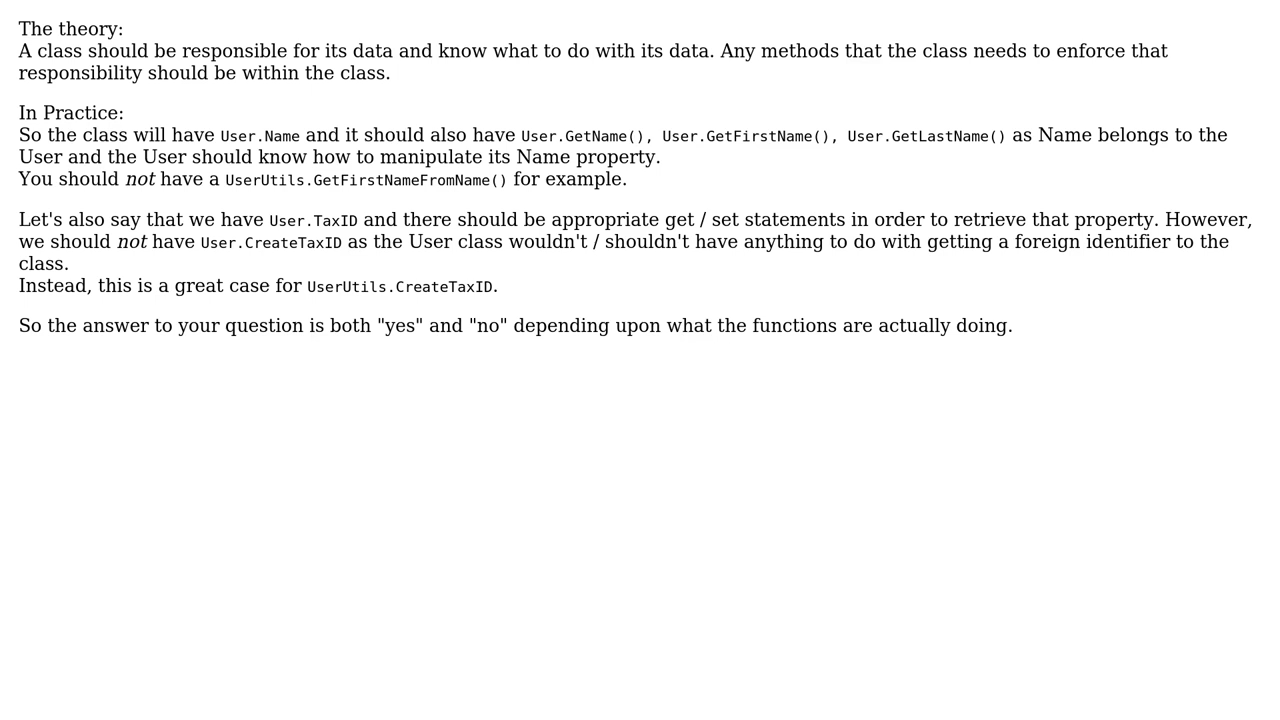 The theory:
A class should be responsible for its data and know what to do with its data. Any methods that the class needs to enforce that
responsibility should be within the class.
In Practice:
So the class will have User.Name and it should also have User.GetName(), User.GetFirstName(), User.GetLastName() as Name belongs to the
User and the User should know how to manipulate its Name property.
You should not have a UserUtils.GetFirstNameFromName() for example.
Let's also say that we have User.TaxID and there should be appropriate get / set statements in order to retrieve that property. However,
we should not have User.CreateTaxID as the User class wouldn't / shouldn't have anything to do with getting a foreign identifier to the
class.
Instead, this is a great case for UserUtils.CreateTaxID.
So the answer to your question is both "yes" and "no" depending upon what the functions are actually doing.